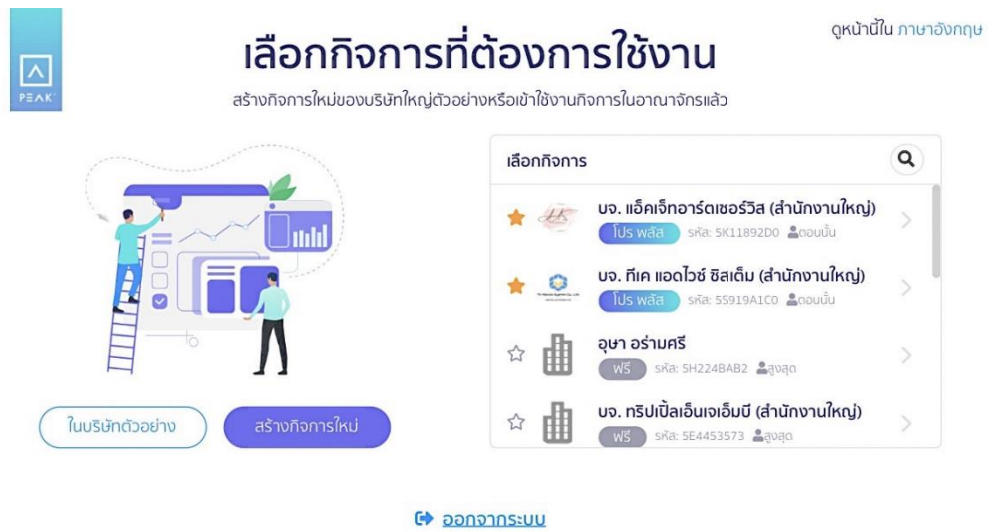 ดูหน้านี้ใน ภาษาอังกฤษ
PEAK
เลือกกิจการที่ต้องการใช้งาน
สร้างกิจการใหม่ของบริษัทใหญ่ตัวอย่างหรือเข้าใช้งานกิจการในอาณาจักรแล้ว
เลือกกิจการ
บจ. แอ็คเจ็ทอาร์ตเซอร์วิส (สำนักงานใหญ่)
โปร พลัส รหัส: 5K11892D0 ตอนนั้น
บจ. ทีเค แอดไวซ์ ซิสเต็ม (สำนักงานใหญ่)
โปร พลัส รหัส: 55919A1C0 ตอนนั้น
อุษา อร่ามศรี
ฟรี รหัส: 5H224BAB2 สูงสุด
บจ. ทริปเปิ้ลเอ็นเจเอ็มบี (สำนักงานใหญ่)
ฟรี รหัส: 5E4453573 สูงสุด
ในบริษัทตัวอย่าง
สร้างกิจการใหม่
ออกจากระบบ